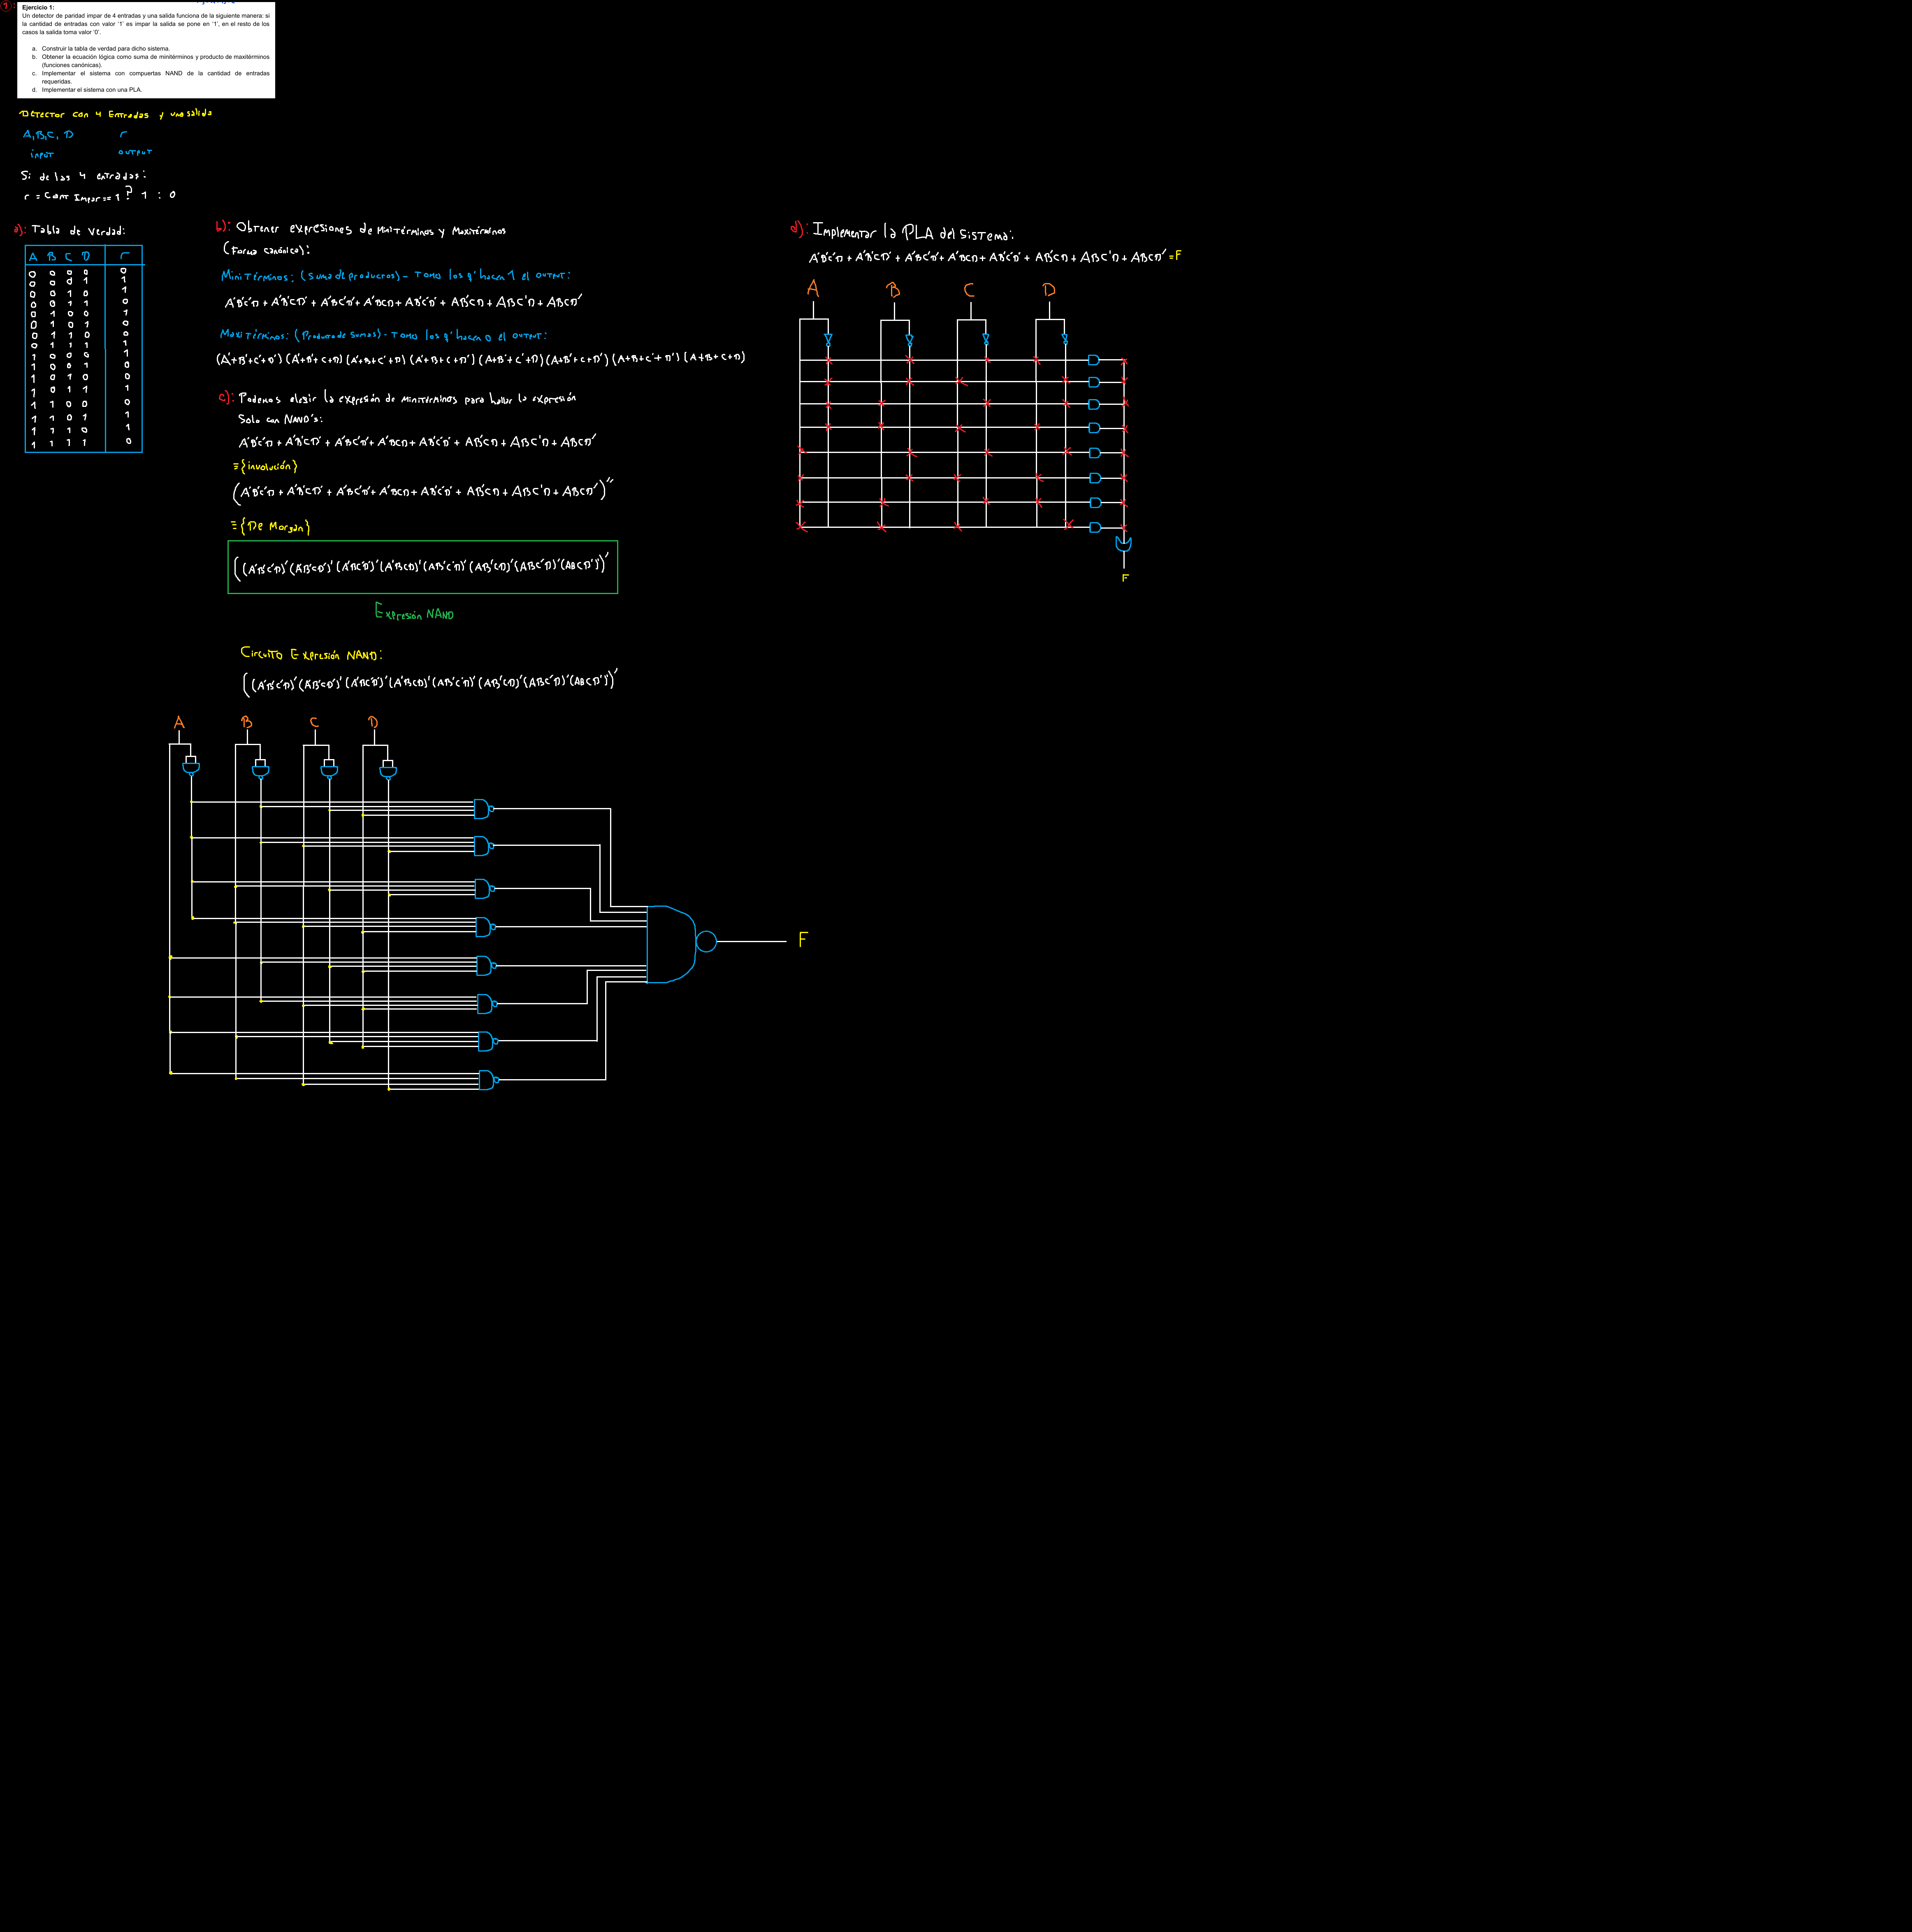 1):
Ejercicio 1:
Un detector de paridad impar de 4 entradas y una salida funciona de la siguiente manera: si
la cantidad de entradas con valor '1' es impar la salida se pone en '1', en el resto de los
casos la salida toma valor '0'.
a. Construir la tabla de verdad para dicho sistema.
b. Obtener la ecuación lógica como suma de minitérminos y producto de maxitérminos
(funciones canónicas).
c. Implementar el sistema con compuertas NAND de la cantidad de entradas
requeridas.
d. Implementar el sistema con una PLA.
Detector con 4 Entradas y una salida
A, B, C, D r
input output
Si de las 4 entradas:
r = Cant Impar == 1 ? 1 : 0
a): Tabla de Verdad:
A B C D r
0 0 0 0 0
0 0 0 1 1
0 0 1 0 1
0 0 1 1 0
0 1 0 0 1
0 1 0 1 0
0 1 1 0 0
0 1 1 1 1
1 0 0 0 1
1 0 0 1 0
1 0 1 0 0
1 0 1 1 1
1 1 0 0 0
1 1 0 1 1
1 1 1 0 1
1 1 1 1 0
b): Obtener expresiones de Minitérminos y Maxitérminos
(Forma canónica):
Minitérminos: (suma de productos) - Tomo los q' hacen 1 el output:
A'B'C'D + A'B'CD' + A'BC'D' + A'BCD + AB'C'D' + AB'CD + ABC'D + ABCD'
Maxitérminos: (Producto de Sumas) - Tomo los q' hacen 0 el output:
(A'+B'+C'+D') (A'+B'+C+D) (A'+B+C'+D) (A'+B+C+D') (A+B'+C'+D) (A+B'+C+D') (A+B+C'+D') (A+B+C+D)
c): Podemos elegir la expresión de minitérminos para hallar la expresión
Solo con NAND's:
A'B'C'D + A'B'CD' + A'BC'D' + A'BCD + AB'C'D' + AB'CD + ABC'D + ABCD'
≡ {involución}
(A'B'C'D + A'B'CD' + A'BC'D' + A'BCD + AB'C'D' + AB'CD + ABC'D + ABCD')''
≡ {De Morgan}
((A'B'C'D)' (A'B'CD')' (A'BC'D')' (A'BCD)' (AB'C'D')' (AB'CD)' (ABC'D)' (ABCD')')'
Expresión NAND
Circuito Expresión NAND:
((A'B'C'D)' (A'B'CD')' (A'BC'D')' (A'BCD)' (AB'C'D')' (AB'CD)' (ABC'D)' (ABCD')')'
A B C D
F
d): Implementar la PLA del Sistema:
A'B'C'D + A'B'CD' + A'BC'D' + A'BCD + AB'C'D' + AB'CD + ABC'D + ABCD' = F
A B C D
F